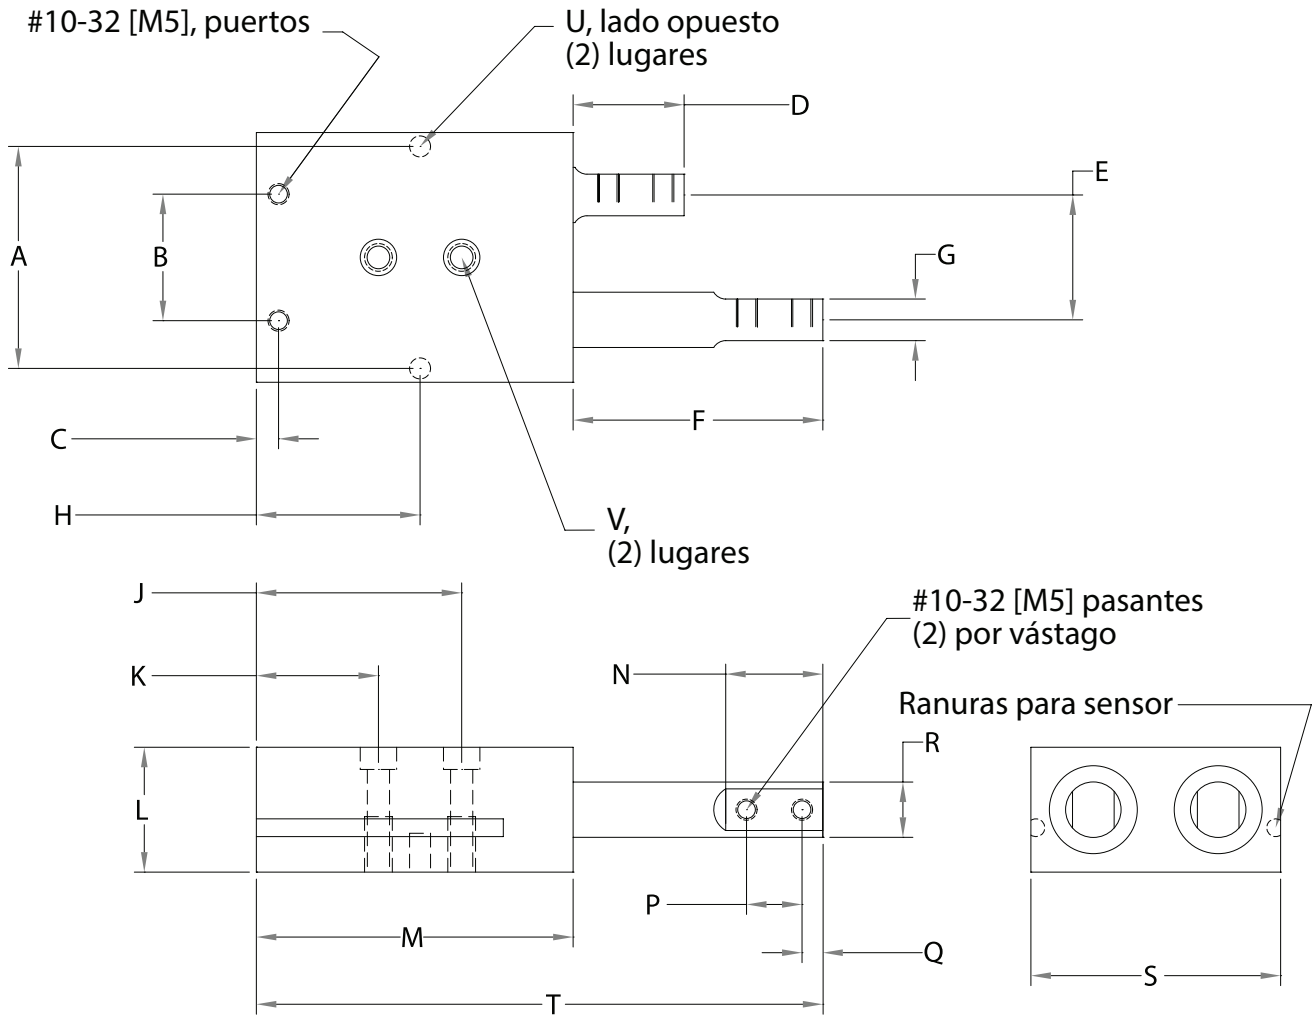 #10-32 [M5], puertos
U, lado opuesto
(2) lugares
D
E
A
B
G
F
C
H
V,
(2) lugares
J
#10-32 [M5] pasantes
(2) por vástago
K
N
Ranuras para sensor
R
L
P
M
Q
S
T